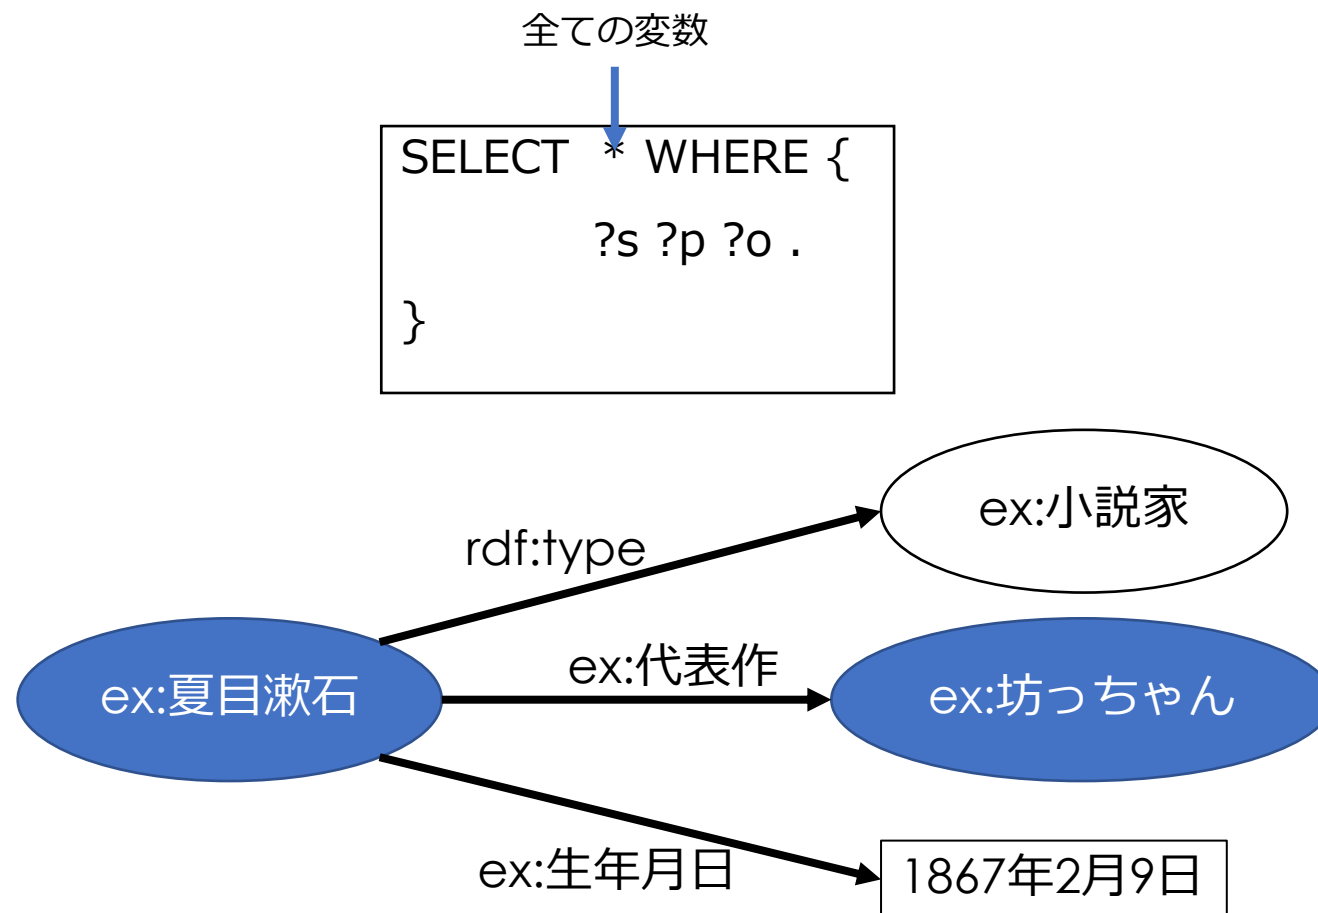 全ての変数
SELECT * WHERE {
?s ?p ?o .
}
ex:小説家
rdf:type
ex:代表作
ex:夏目漱石
ex:坊っちゃん
ex:生年月日
1867年2月9日